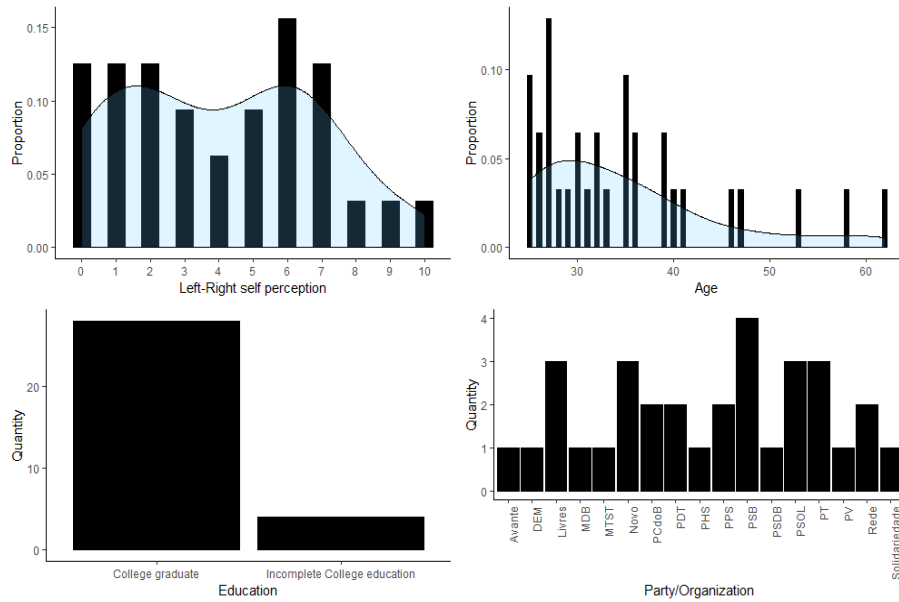 0.15
0.10
0.05
0.00
Proportion
0 1 2 3 4 5 6 7 8 9 10
Left-Right self perception
0.10
0.05
0.00
Proportion
30 40 50 60
Age
20
10
0
Quantity
College graduate Incomplete College education
Education
4
3
2
1
0
Quantity
Avante
DEM
Livres
MDB
MTST
Novo
PCdoB
PDT
PHS
PPS
PSB
PSDB
PSOL
PT
PV
Rede
Solidariedade
Party/Organization